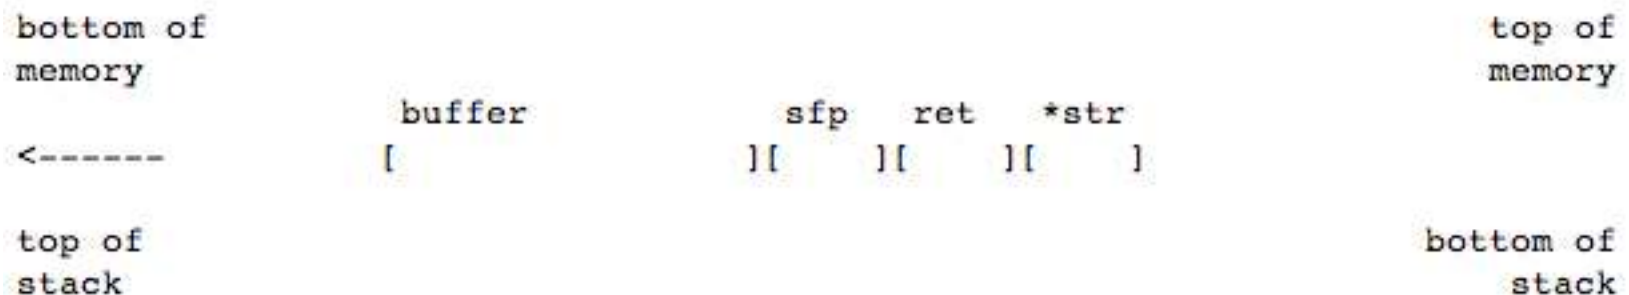 bottom of                                                            top of
memory                                                               memory
                  buffer            sfp   ret   *str
<------          [                ][    ][    ][    ]
top of                                                            bottom of
stack                                                                 stack